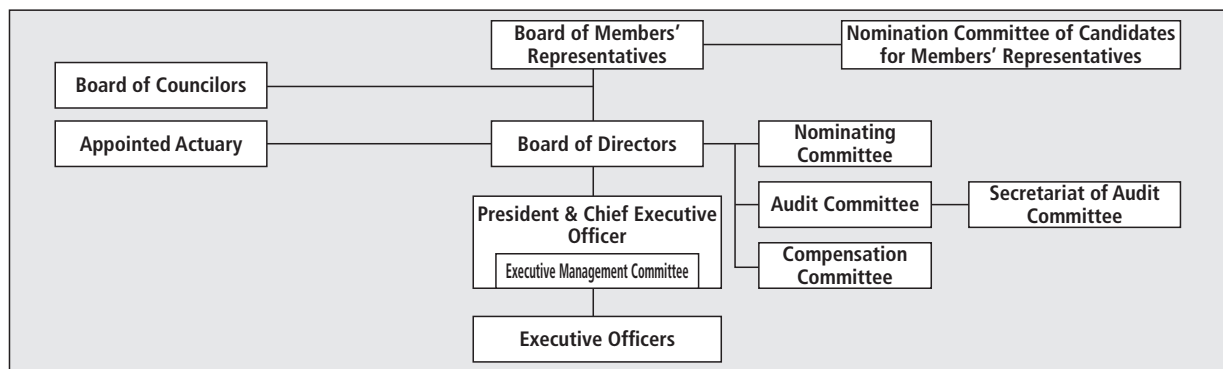 Board of Members’
Representatives
Nomination Committee of Candidates
for Members’ Representatives
Board of Councilors
Appointed Actuary
Board of Directors
Nominating
Committee
Audit Committee
Secretariat of Audit
Committee
Compensation
Committee
President & Chief Executive
Officer
Executive Management Committee
Executive Officers